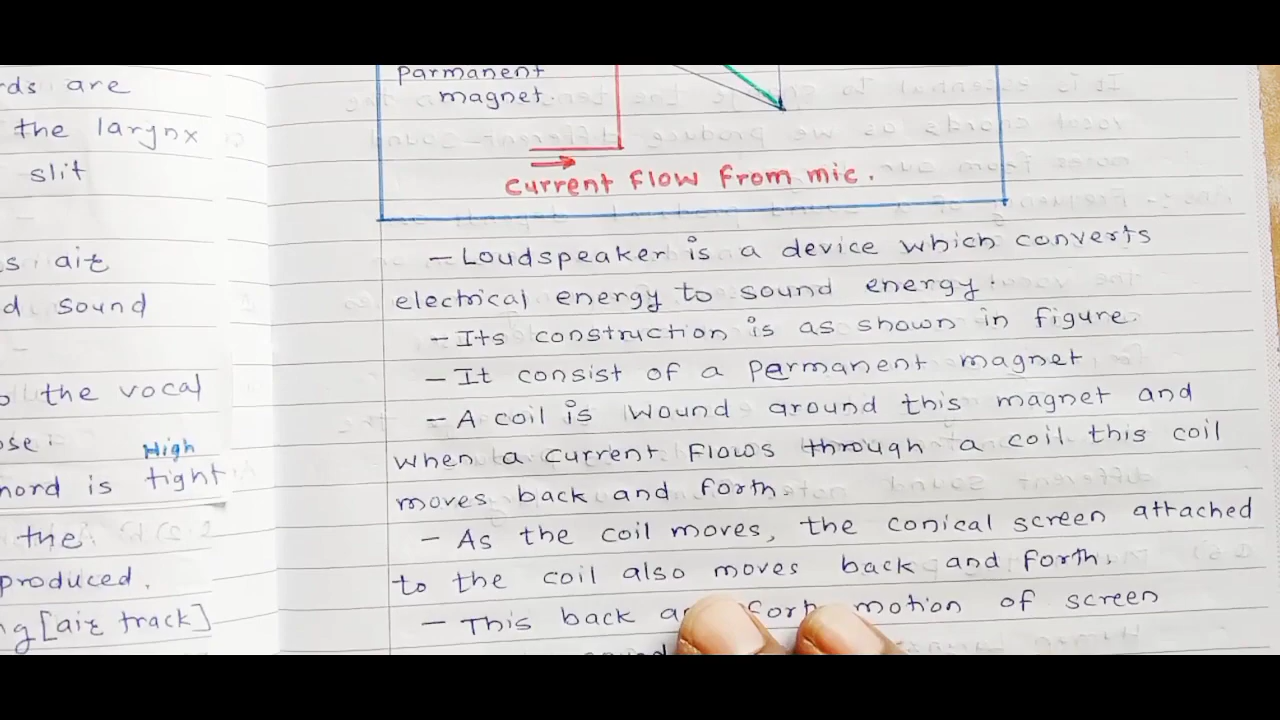 rds are
the larynx
slit
s air
d sound
the vocal
ose.
High
hord is tight
the
produced.
ng [air track]
parmanent
magnet.
Current Flow From mic.
- Loudspeaker is a device which converts
electrical energy to sound energy.
- Its construction is as shown in figure.
- It consist of a permanent magnet
- A coil is wound around this magnet and
when a current flows through a coil this coil
moves back and forth.
- As the coil moves, the conical screen attached
to the coil also moves back and forth.
- This back and forth motion of screen